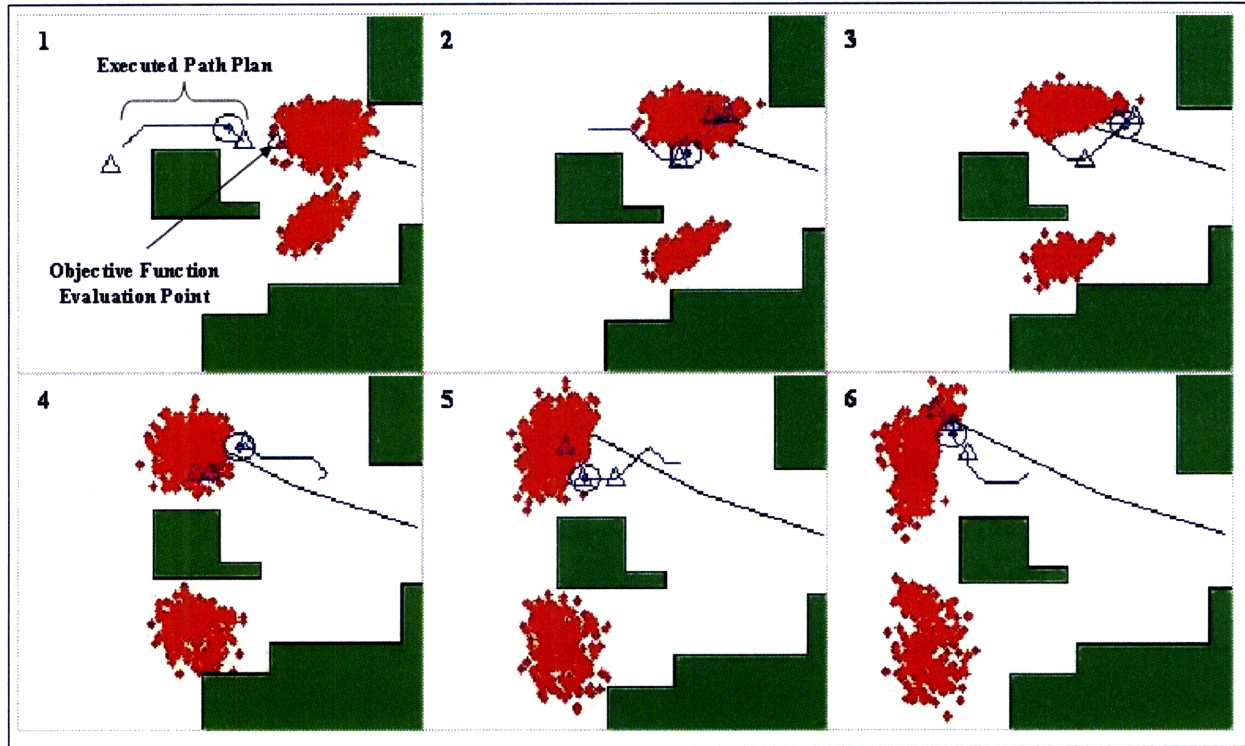 1
Executed Path Plan
Objective Function
Evaluation Point
2
3
4
5
6